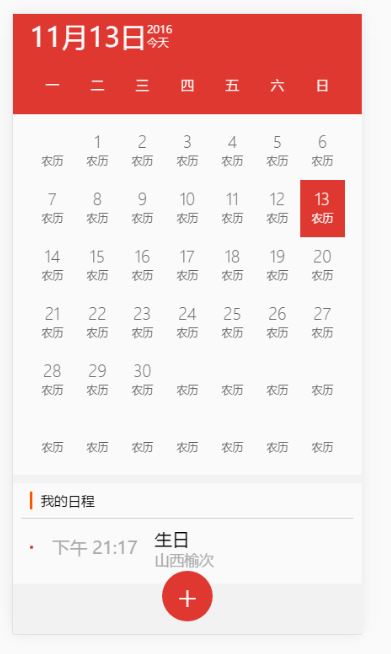 11月13日 2016
今天
一 二 三 四 五 六 日
1 2 3 4 5 6
农历 农历 农历 农历 农历 农历 农历
7 8 9 10 11 12 13
农历 农历 农历 农历 农历 农历 农历
14 15 16 17 18 19 20
农历 农历 农历 农历 农历 农历 农历
21 22 23 24 25 26 27
农历 农历 农历 农历 农历 农历 农历
28 29 30
农历 农历 农历 农历 农历 农历 农历
农历 农历 农历 农历 农历 农历 农历
我的日程
下午 21:17 生日
山西榆次
+